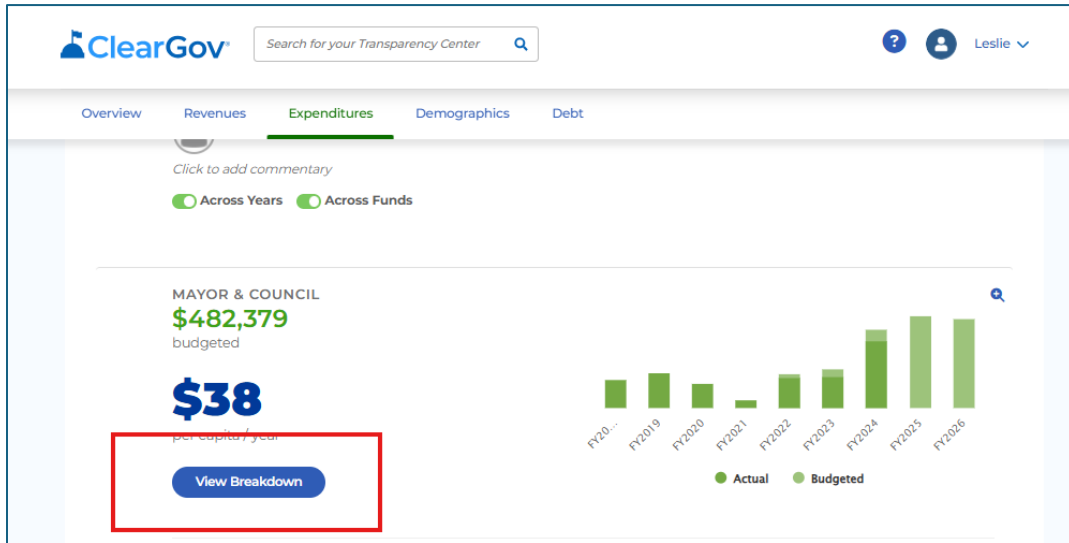 ClearGov
Search for your Transparency Center
?
Leslie
Overview Revenues Expenditures Demographics Debt
Click to add commentary
Across Years Across Funds
MAYOR & COUNCIL
$482,379
budgeted
$38
per capita / year
View Breakdown
FY20... FY2019 FY2020 FY2021 FY2022 FY2023 FY2024 FY2025 FY2026
Actual Budgeted